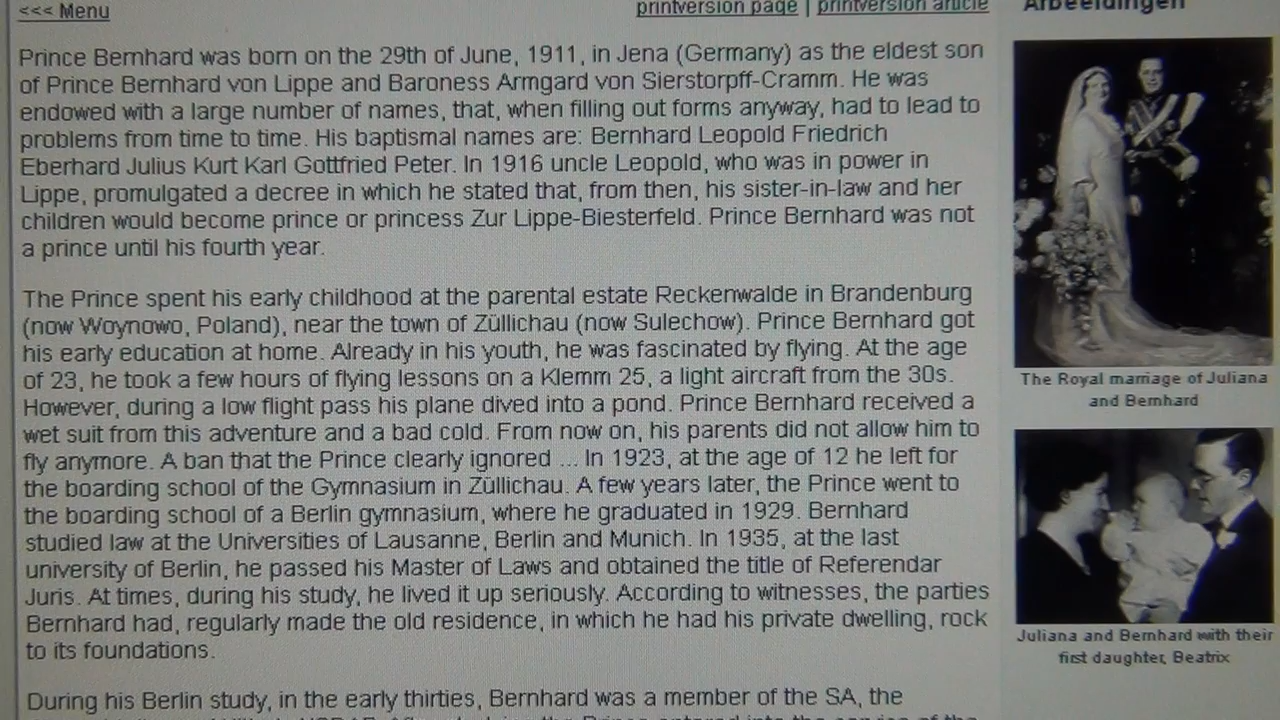 <<< Menu
printversion page | printversion article
Afbeeldingen
Prince Bernhard was born on the 29th of June, 1911, in Jena (Germany) as the eldest son
of Prince Bernhard von Lippe and Baroness Armgard von Sierstorpff-Cramm. He was
endowed with a large number of names, that, when filling out forms anyway, had to lead to
problems from time to time. His baptismal names are: Bernhard Leopold Friedrich
Eberhard Julius Kurt Karl Gottfried Peter. In 1916 uncle Leopold, who was in power in
Lippe, promulgated a decree in which he stated that, from then, his sister-in-law and her
children would become prince or princess Zur Lippe-Biesterfeld. Prince Bernhard was not
a prince until his fourth year.
The Prince spent his early childhood at the parental estate Reckenwalde in Brandenburg
(now Woynowo, Poland), near the town of Züllichau (now Sulechow). Prince Bernhard got
his early education at home. Already in his youth, he was fascinated by flying. At the age
of 23, he took a few hours of flying lessons on a Klemm 25, a light aircraft from the 30s.
However, during a low flight pass his plane dived into a pond. Prince Bernhard received a
wet suit from this adventure and a bad cold. From now on, his parents did not allow him to
fly anymore. A ban that the Prince clearly ignored ... In 1923, at the age of 12 he left for
the boarding school of the Gymnasium in Züllichau. A few years later, the Prince went to
the boarding school of a Berlin gymnasium, where he graduated in 1929. Bernhard
studied law at the Universities of Lausanne, Berlin and Munich. In 1935, at the last
university of Berlin, he passed his Master of Laws and obtained the title of Referendar
Juris. At times, during his study, he lived it up seriously. According to witnesses, the parties
Bernhard had, regularly made the old residence, in which he had his private dwelling, rock
to its foundations.
During his Berlin study, in the early thirties, Bernhard was a member of the SA, the
The Royal marriage of Juliana
and Bernhard
Juliana and Bernhard with their
first daughter, Beatrix